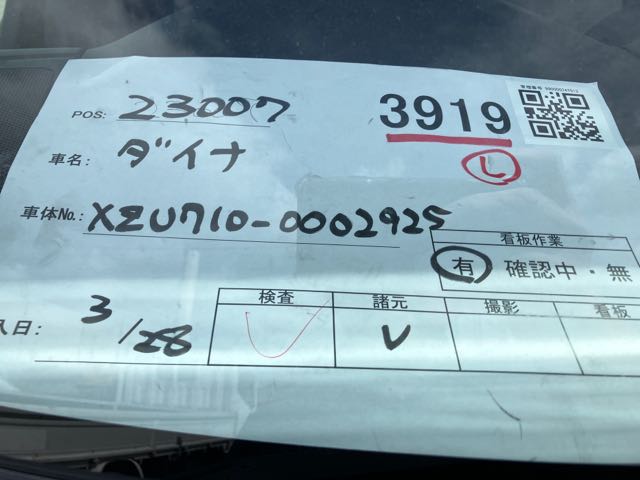 POS: 23007
3919
L
車名: ダイナ
車体No.: XZU710-0002925
看板作業
有 確認中・無
入日: 3/28
検査 諸元 撮影 看板